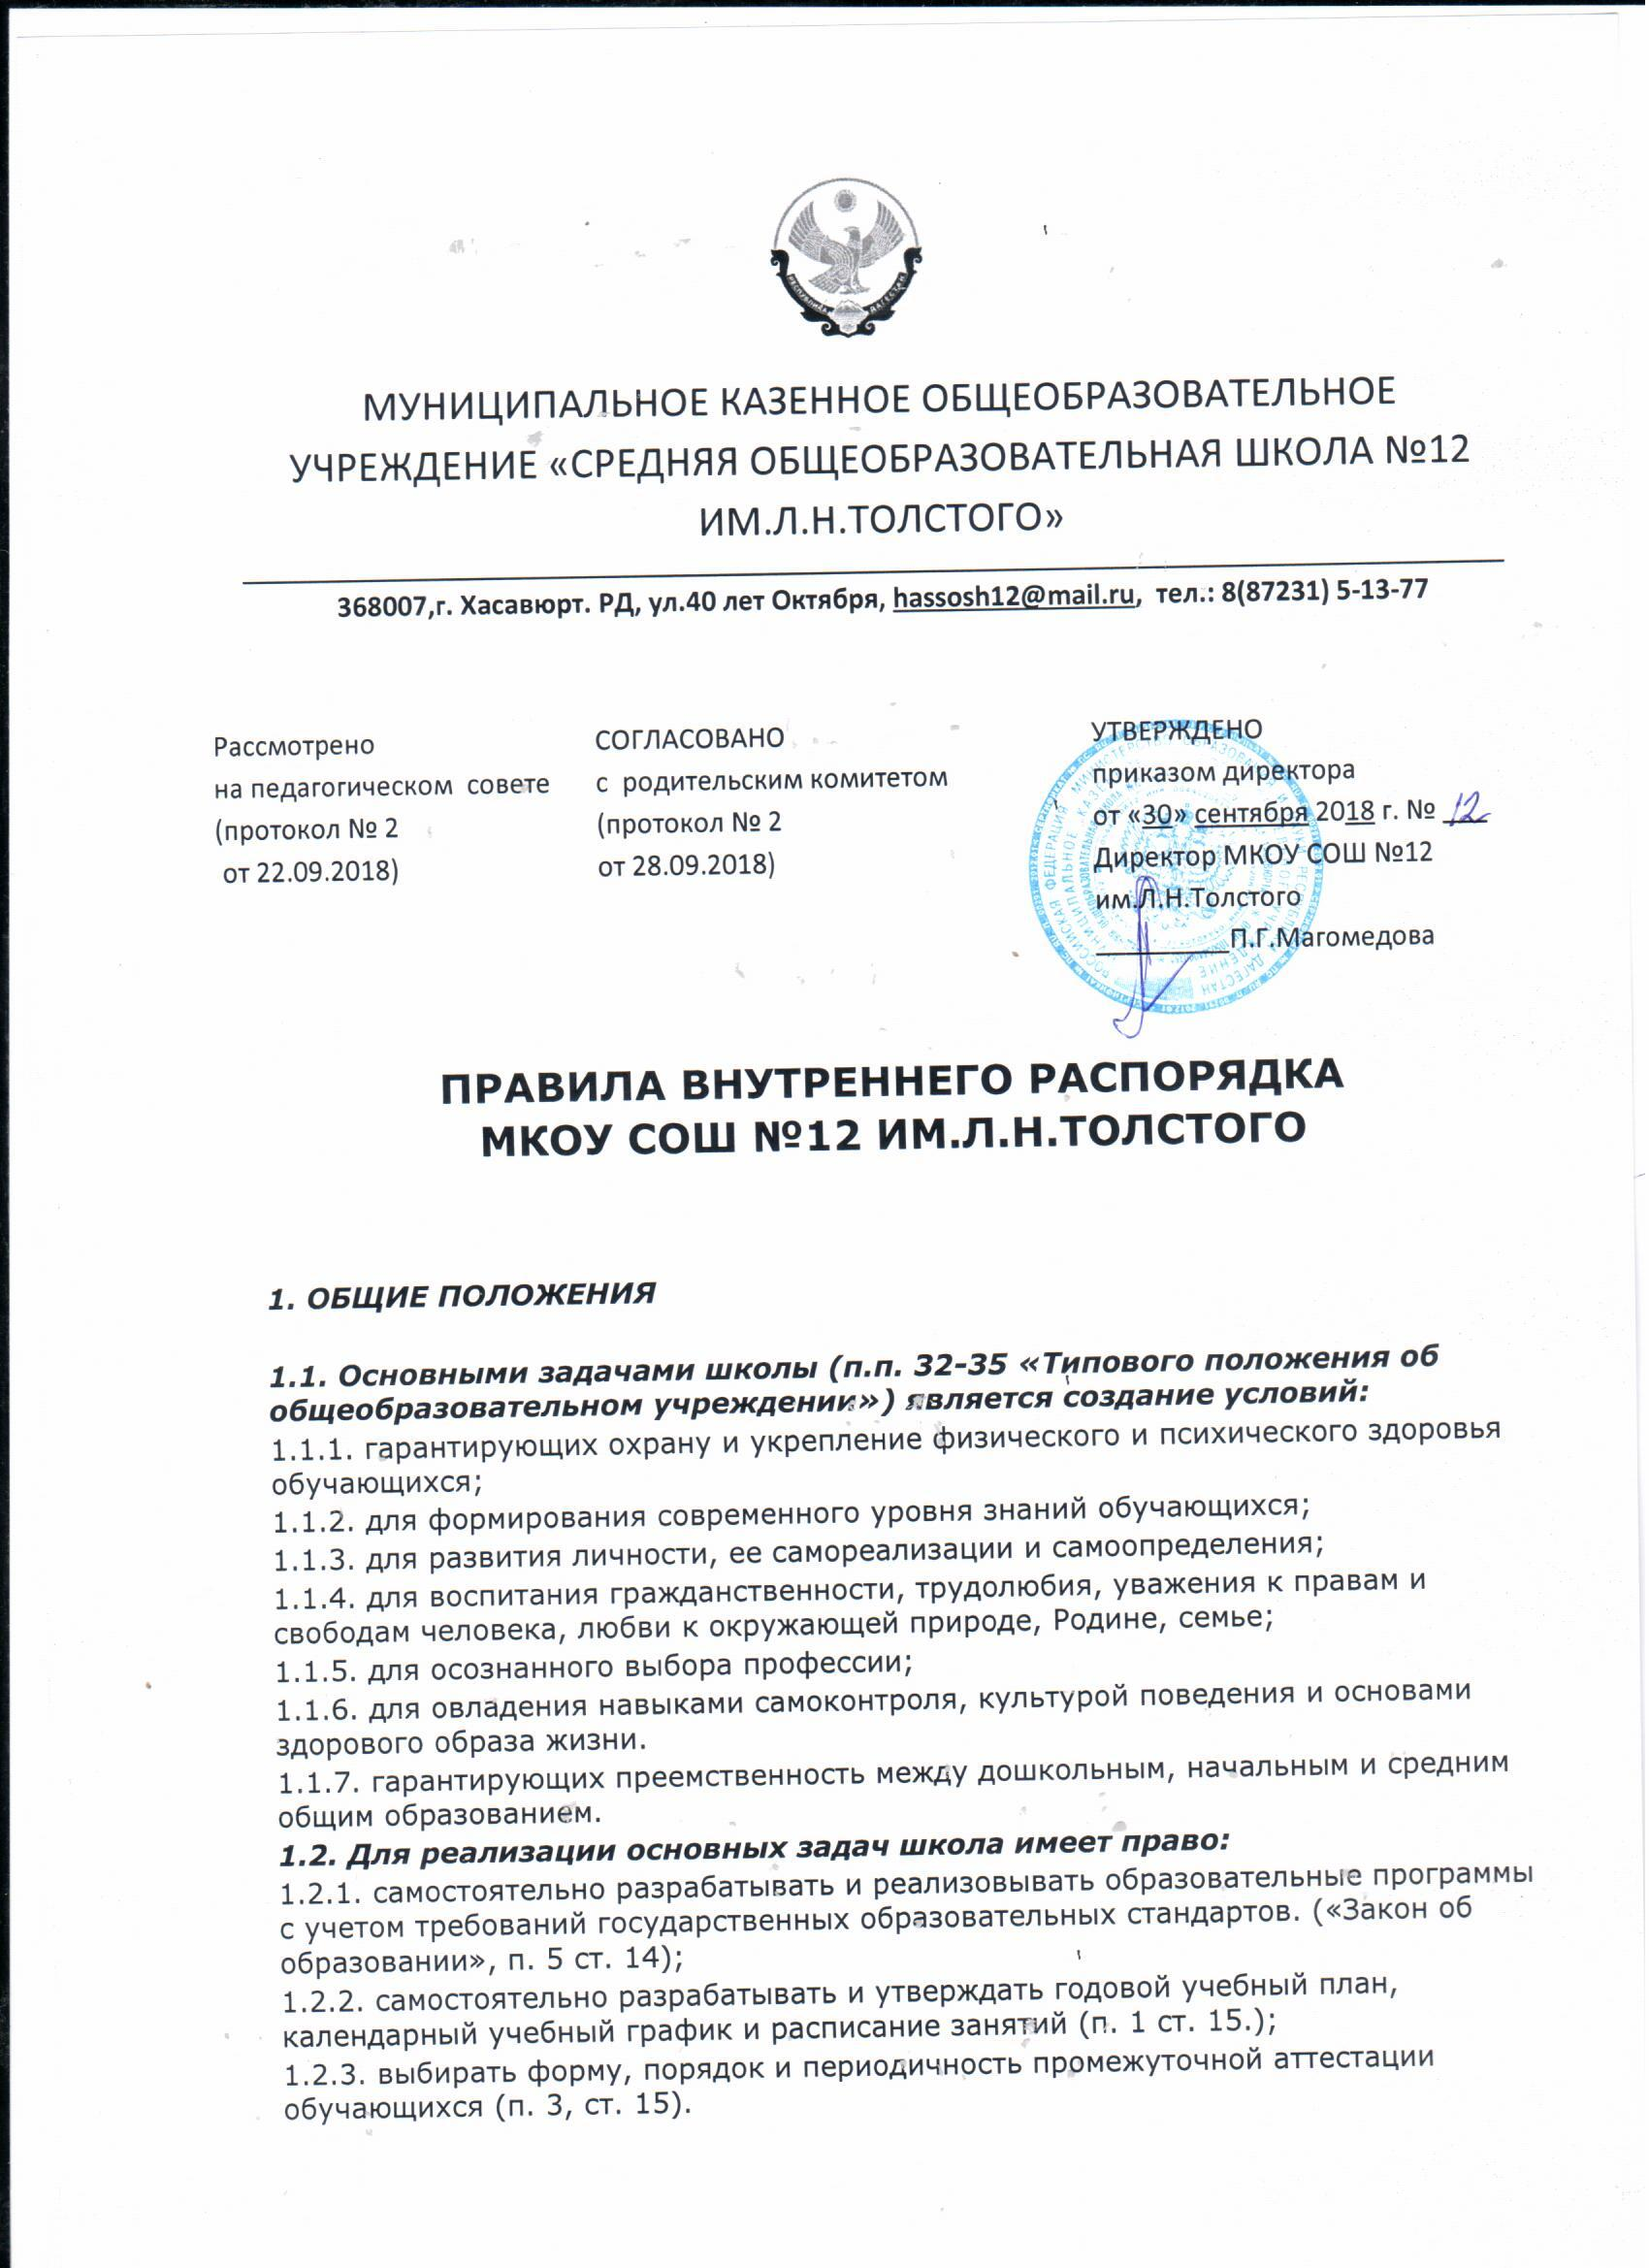 РЕСПУБЛИКА ДАГЕСТАН
МУНИЦИПАЛЬНОЕ КАЗЕННОЕ ОБЩЕОБРАЗОВАТЕЛЬНОЕ
УЧРЕЖДЕНИЕ «СРЕДНЯЯ ОБЩЕОБРАЗОВАТЕЛЬНАЯ ШКОЛА №12
ИМ.Л.Н.ТОЛСТОГО»
368007,г. Хасавюрт. РД, ул.40 лет Октября, hassosh12@mail.ru, тел.: 8(87231) 5-13-77
Рассмотрено
на педагогическом совете
(протокол № 2
от 22.09.2018)
СОГЛАСОВАНО
с родительским комитетом
(протокол № 2
от 28.09.2018)
УТВЕРЖДЕНО
приказом директора
от «30» сентября 2018 г. № 12
Директор МКОУ СОШ №12
им.Л.Н.Толстого
П.Г.Магомедова
ПРАВИЛА ВНУТРЕННЕГО РАСПОРЯДКА
МКОУ СОШ №12 ИМ.Л.Н.ТОЛСТОГО
1. ОБЩИЕ ПОЛОЖЕНИЯ
1.1. Основными задачами школы (п.п. 32-35 «Типового положения об
общеобразовательном учреждении») является создание условий:
1.1.1. гарантирующих охрану и укрепление физического и психического здоровья
обучающихся;
1.1.2. для формирования современного уровня знаний обучающихся;
1.1.3. для развития личности, ее самореализации и самоопределения;
1.1.4. для воспитания гражданственности, трудолюбия, уважения к правам и
свободам человека, любви к окружающей природе, Родине, семье;
1.1.5. для осознанного выбора профессии;
1.1.6. для овладения навыками самоконтроля, культурой поведения и основами
здорового образа жизни.
1.1.7. гарантирующих преемственность между дошкольным, начальным и средним
общим образованием.
1.2. Для реализации основных задач школа имеет право:
1.2.1. самостоятельно разрабатывать и реализовывать образовательные программы
с учетом требований государственных образовательных стандартов. («Закон об
образовании», п. 5 ст. 14);
1.2.2. самостоятельно разрабатывать и утверждать годовой учебный план,
календарный учебный график и расписание занятий (п. 1 ст. 15.);
1.2.3. выбирать форму, порядок и периодичность промежуточной аттестации
обучающихся (п. 3, ст. 15).